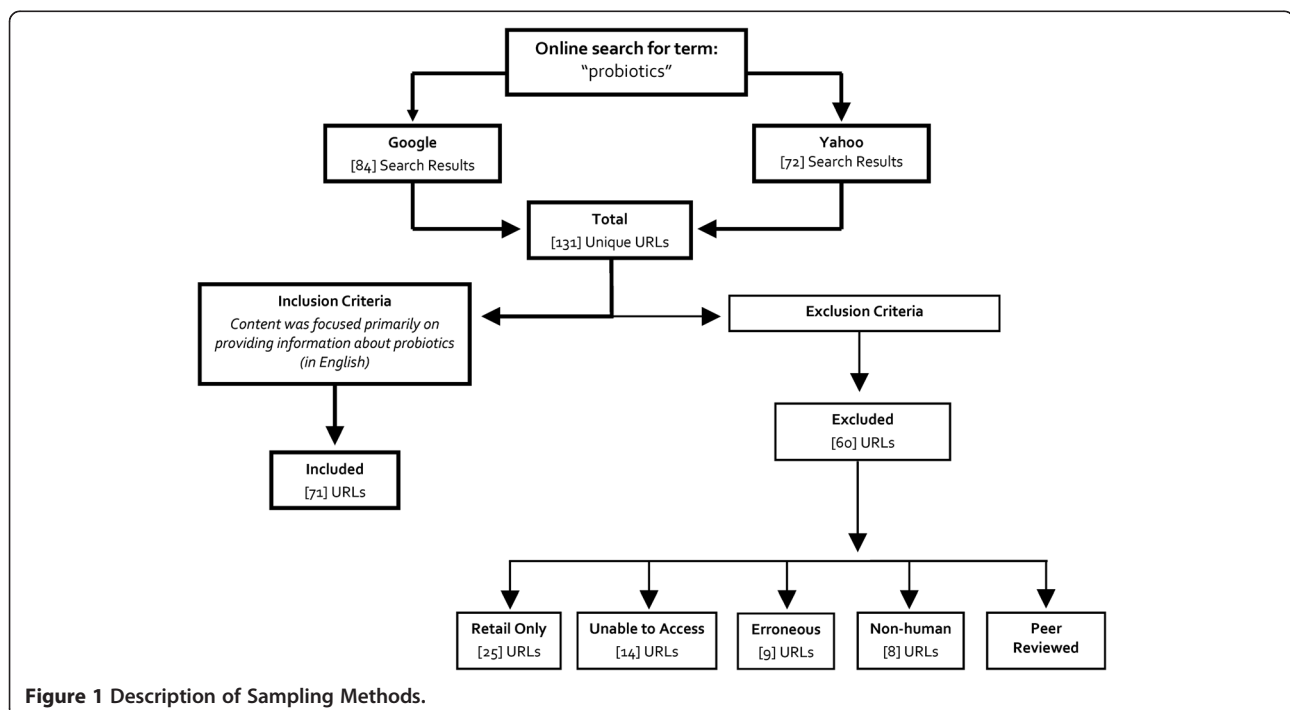 Online search for term:
“probiotics”
Google
[84] Search Results
Yahoo
[72] Search Results
Total
[131] Unique URLs
Inclusion Criteria
Content was focused primarily on
providing information about probiotics
(in English)
Exclusion Criteria
Excluded
[60] URLs
Included
[71] URLs
Retail Only
[25] URLs
Unable to Access
[14] URLs
Erroneous
[9] URLs
Non-human
[8] URLs
Peer
Reviewed
Figure 1 Description of Sampling Methods.